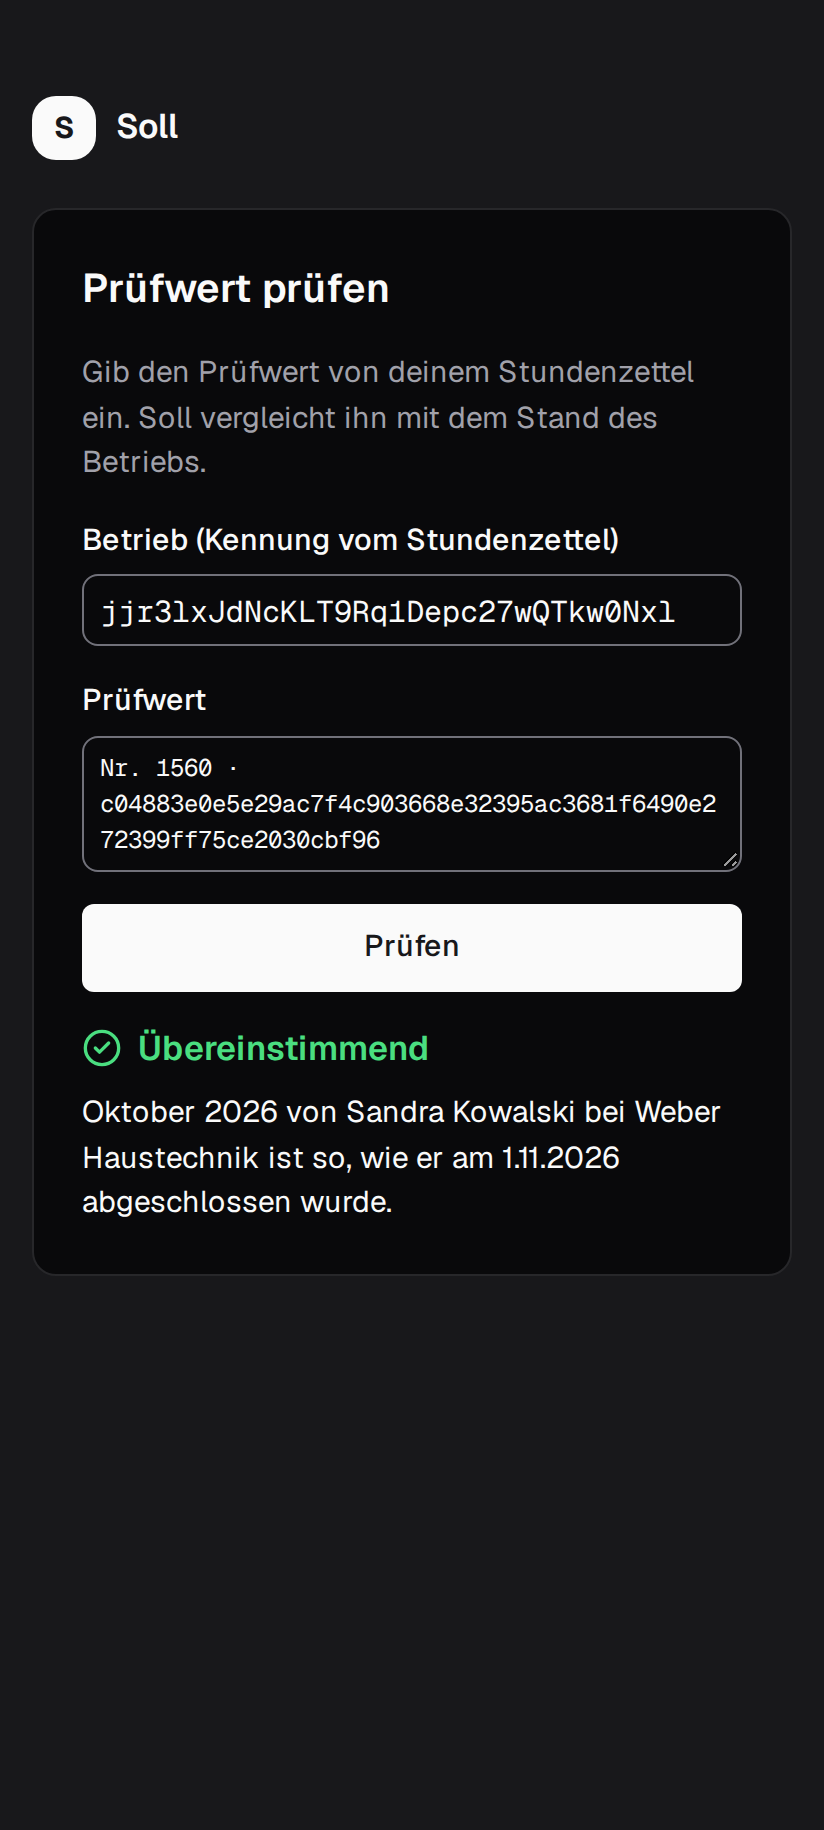 S Soll
Prüfwert prüfen
Gib den Prüfwert von deinem Stundenzettel
ein. Soll vergleicht ihn mit dem Stand des
Betriebs.
Betrieb (Kennung vom Stundenzettel)
jjr3lxJdNcKLT9Rq1Depc27wQTkw0Nxl
Prüfwert
Nr. 1560 ·
c04883e0e5e29ac7f4c903668e32395ac3681f6490e2
72399ff75ce2030cbf96
Prüfen
Übereinstimmend
Oktober 2026 von Sandra Kowalski bei Weber
Haustechnik ist so, wie er am 1.11.2026
abgeschlossen wurde.